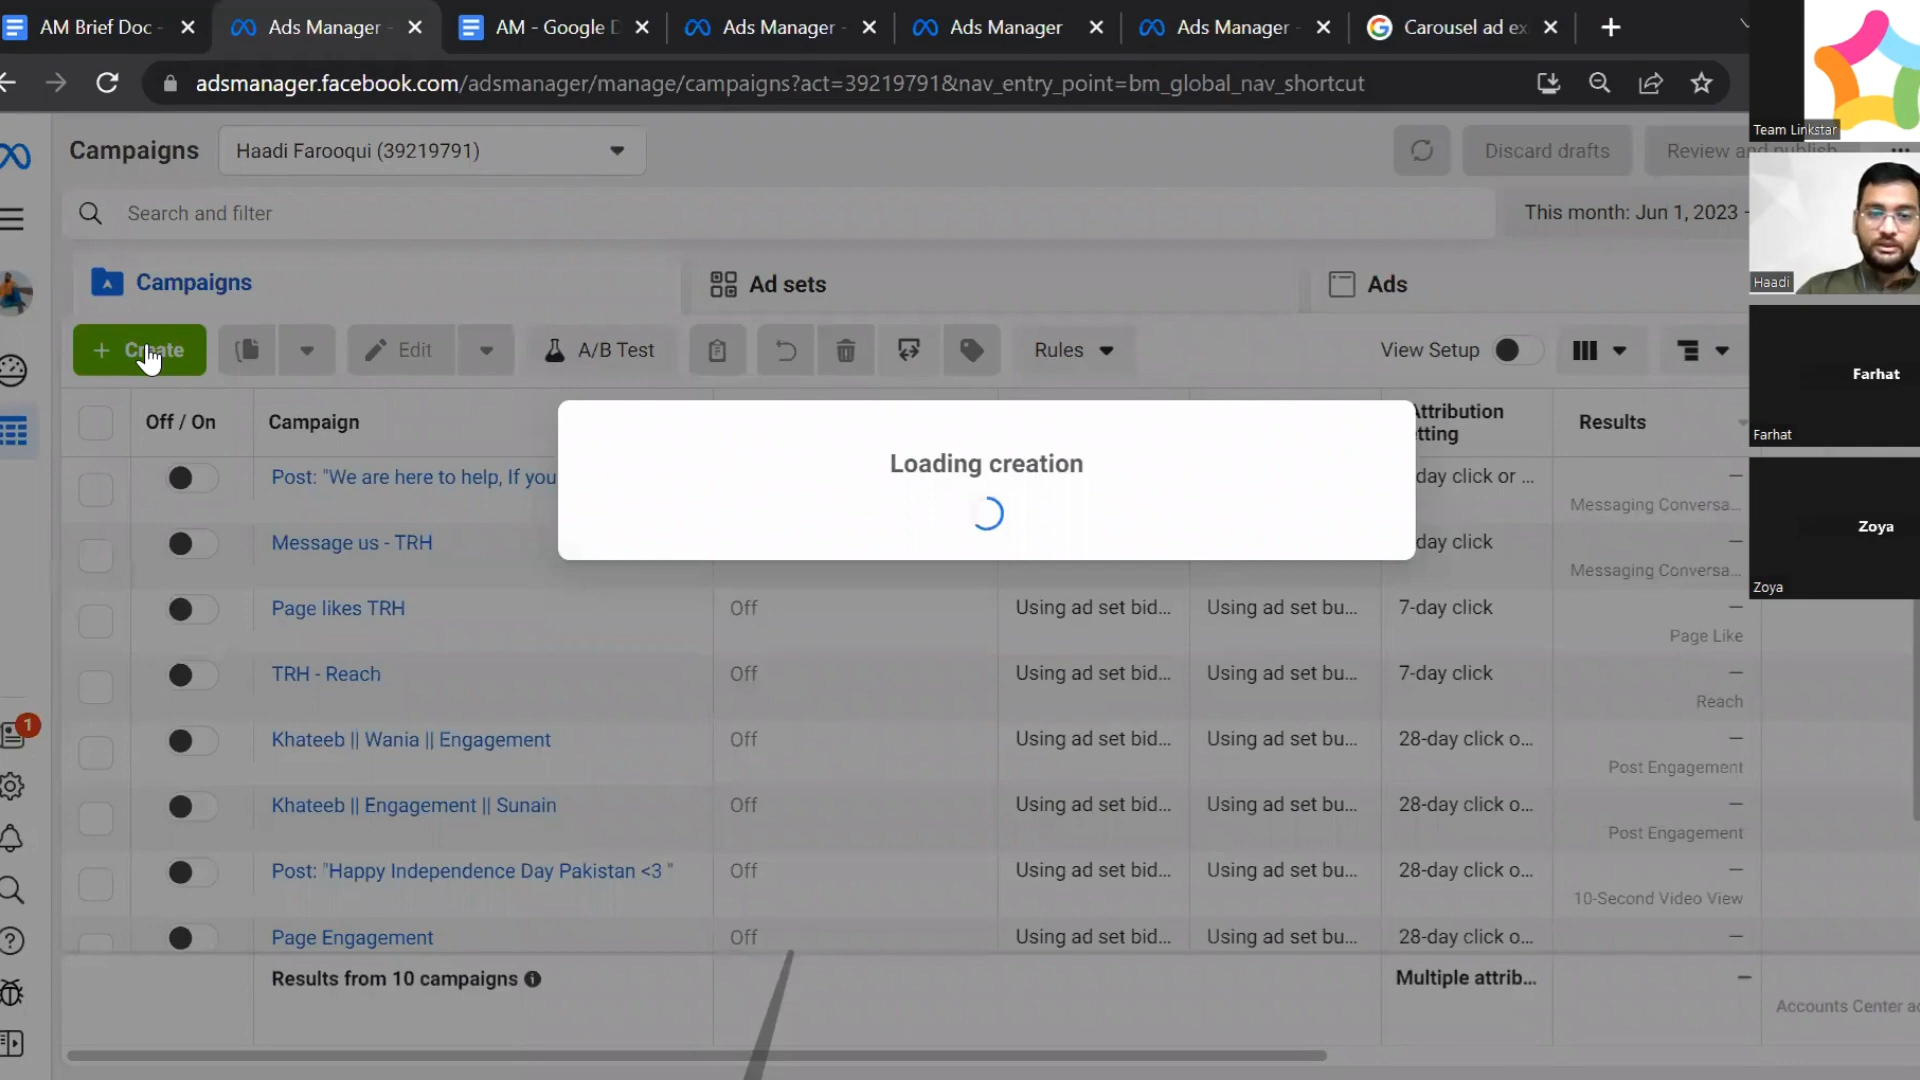 AM Brief Doc -
Ads Manager -
AM - Google D
Ads Manager -
Ads Manager
Ads Manager -
Carousel ad ex
adsmanager.facebook.com/adsmanager/manage/campaigns?act=39219791&nav_entry_point=bm_global_nav_shortcut
Team Linkstar
Campaigns
Haadi Farooqui (39219791)
Discard drafts
Review and publish
Search and filter
This month: Jun 1, 2023 -
Haadi
Campaigns
Ad sets
Ads
+ Create
Edit
A/B Test
Rules
View Setup
Farhat
Farhat
Off / On
Campaign
Attribution
etting
Results
Loading creation
Post: "We are here to help, If you
day click or ...
Messaging Conversa...
Message us - TRH
day click
Messaging Conversa...
Zoya
Zoya
Page likes TRH
Off
Using ad set bid...
Using ad set bu...
7-day click
Page Like
TRH - Reach
Off
Using ad set bid...
Using ad set bu...
7-day click
Reach
1
Khateeb || Wania || Engagement
Off
Using ad set bid...
Using ad set bu...
28-day click o...
Post Engagement
Khateeb || Engagement || Sunain
Off
Using ad set bid...
Using ad set bu...
28-day click o...
Post Engagement
Post: "Happy Independence Day Pakistan <3 "
Off
Using ad set bid...
Using ad set bu...
28-day click o...
10-Second Video View
Page Engagement
Off
Using ad set bid...
Using ad set bu...
28-day click o...
Results from 10 campaigns
Multiple attrib...
Accounts Center ac